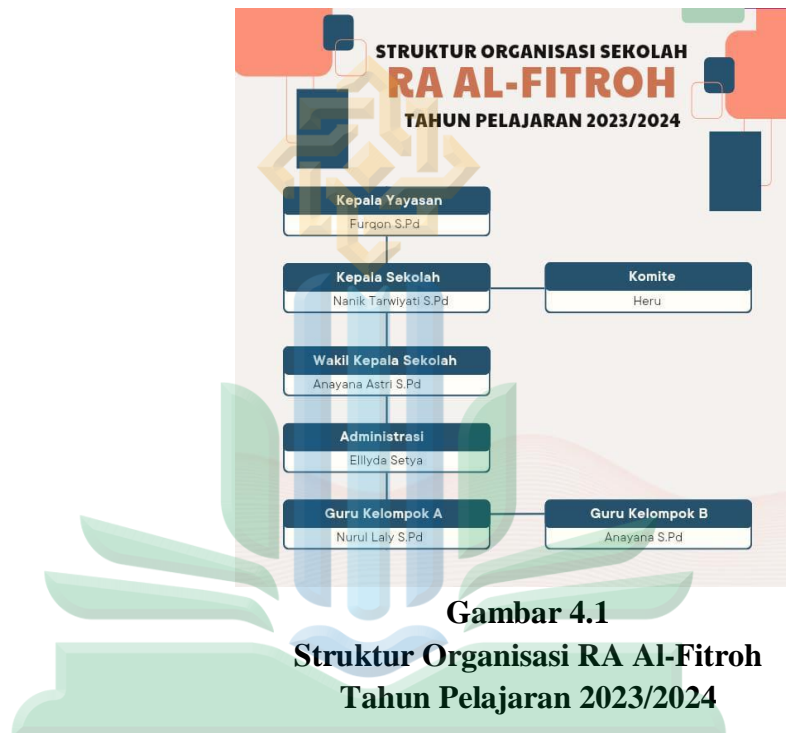 STRUKTUR ORGANISASI SEKOLAH
RA AL-FITROH
TAHUN PELAJARAN 2023/2024
Kepala Yayasan
Furqon S.Pd
Kepala Sekolah
Nanik Tarwiyati S.Pd
Komite
Heru
Wakil Kepala Sekolah
Anayana Astri S.Pd
Administrasi
Elllyda Setya
Guru Kelompok A
Nurul Laly S.Pd
Guru Kelompok B
Anayana S.Pd
Gambar 4.1
Struktur Organisasi RA Al-Fitroh
Tahun Pelajaran 2023/2024